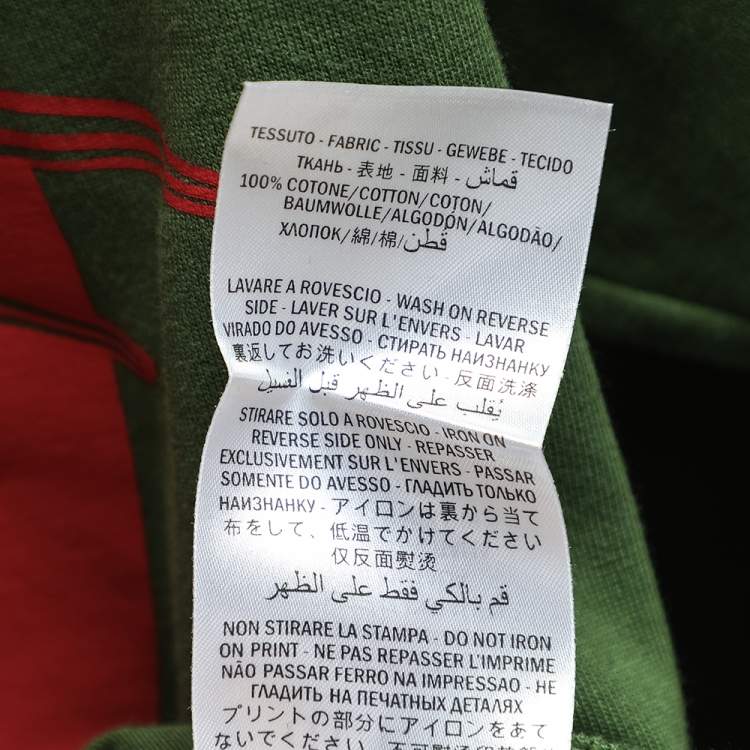 TESSUTO - FABRIC - TISSU - GEWEBE - TECIDO
ТКАНЬ - 表地 - 面料 - قماش
100% COTONE/COTTON/COTON/
BAUMWOLLE/ALGODÓN/ALGODÃO/
ХЛОПОК/綿/棉/قطن
LAVARE A ROVESCIO - WASH ON REVERSE
SIDE - LAVER SUR L'ENVERS - LAVAR
VIRADO DO AVESSO - СТИРАТЬ НАИЗНАНКУ
裏返してお洗いください - 反面洗涤
يُقلب على الظهر قبل الغسيل
STIRARE SOLO A ROVESCIO - IRON ON
REVERSE SIDE ONLY - REPASSER
EXCLUSIVEMENT SUR L'ENVERS - PASSAR
SOMENTE DO AVESSO - ГЛАДИТЬ ТОЛЬКО
НАИЗНАНКУ - アイロンは裏から当て
布をして、低温でかけてください
仅反面熨烫
قم بالكي فقط على الظهر
NON STIRARE LA STAMPA - DO NOT IRON
ON PRINT - NE PAS REPASSER L'IMPRIME
NÃO PASSAR FERRO NA IMPRESSAO - НЕ
ГЛАДИТЬ НА ПЕЧАТНЫХ ДЕТАЛЯХ
プリントの部分にアイロンをあて
ないでください